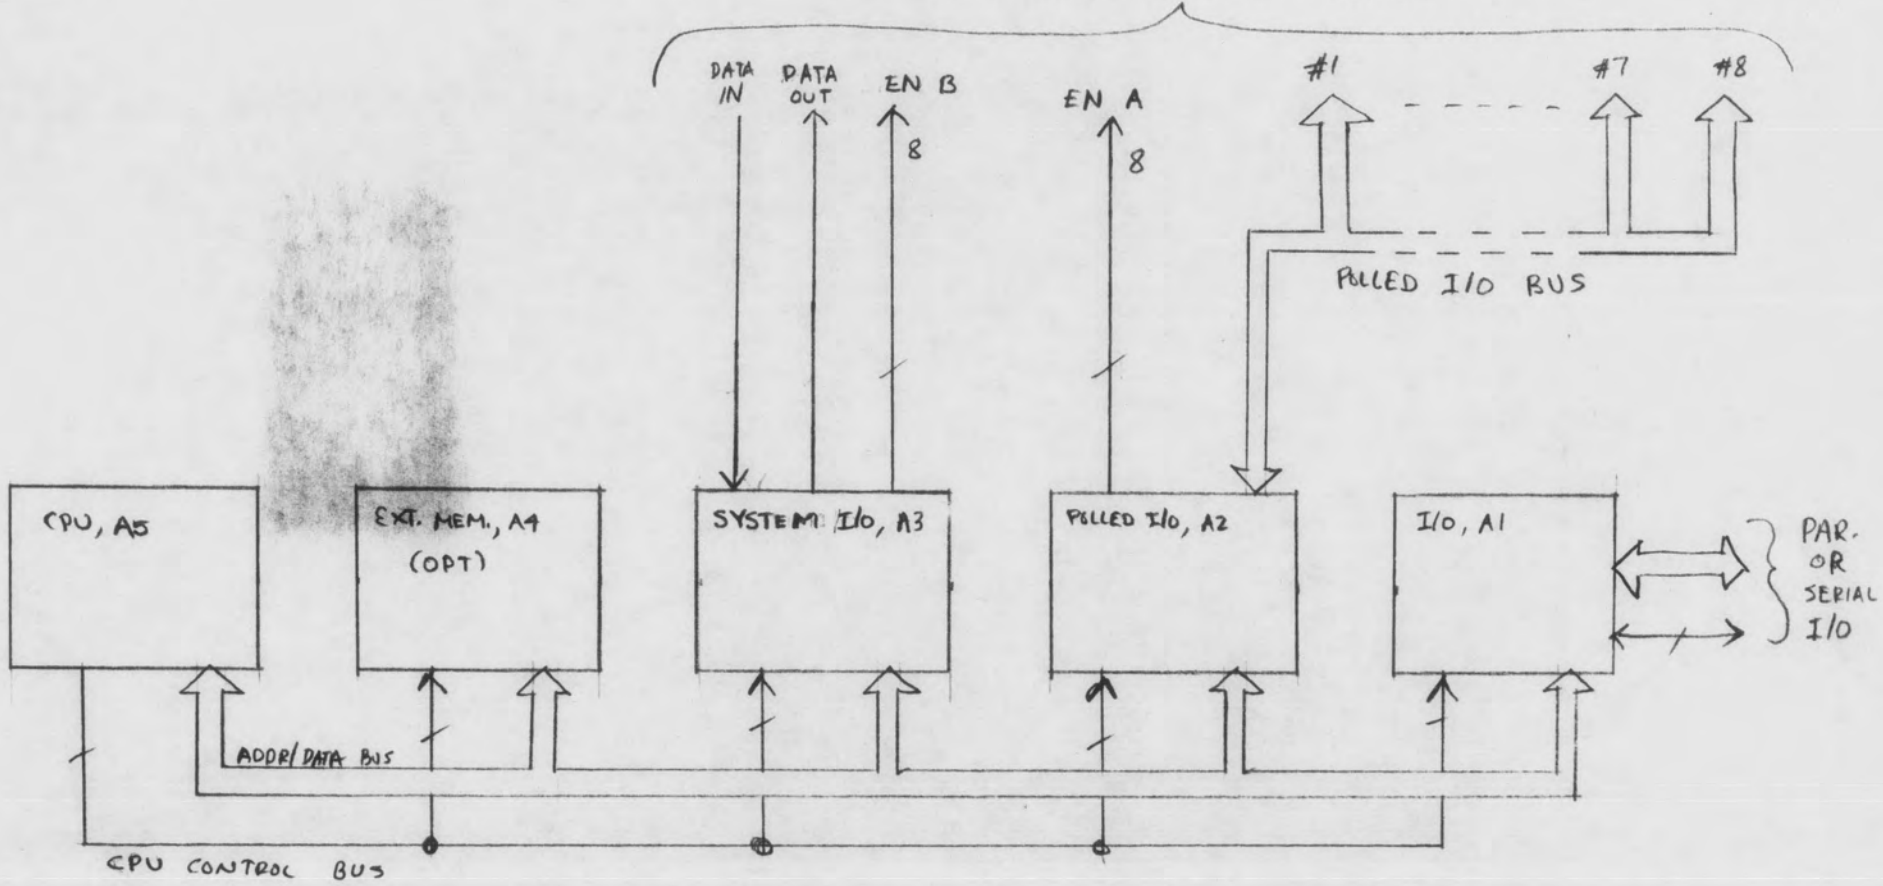 DATA
IN
DATA
OUT
EN B
8
EN A
8
#1
#7
#8
POLLED I/O BUS
CPU, A5
EXT. MEM., A4
(OPT)
SYSTEM I/O, A3
POLLED I/O, A2
I/O, A1
PAR.
OR
SERIAL
I/O
ADDR/DATA BUS
CPU CONTROL BUS